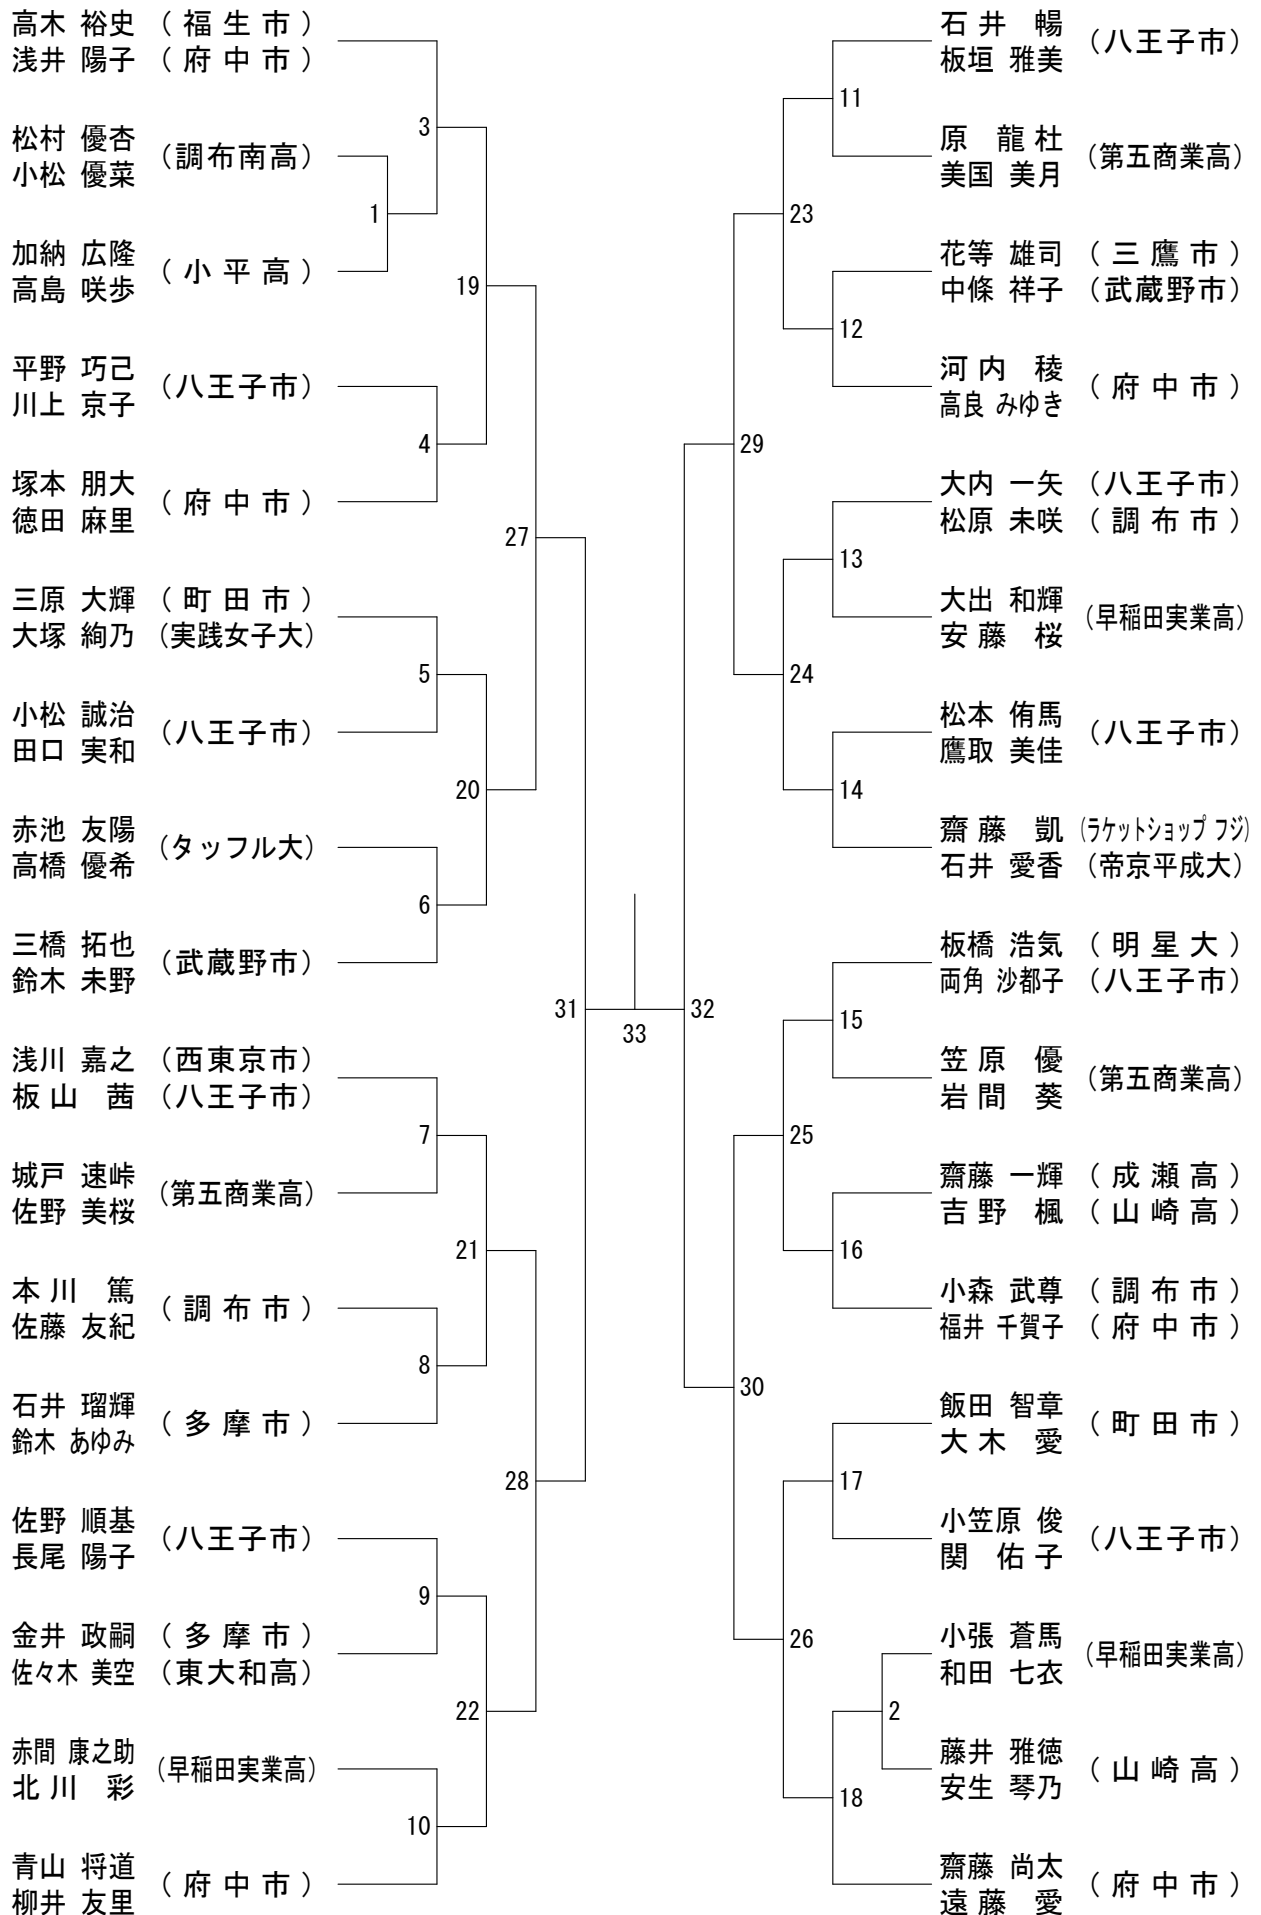 高木 裕史 (福生市)
浅井 陽子 (府中市)
3
松村 優杏 (調布南高)
小松 優菜
1
加納 広隆 (小平高)
高島 咲歩
19
平野 巧己 (八王子市)
川上 京子
4
塚本 朋大 (府中市)
徳田 麻里
27
三原 大輝 (町田市)
大塚 絢乃 (実践女子大)
5
小松 誠治 (八王子市)
田口 実和
20
赤池 友陽 (タッフル大)
高橋 優希
6
三橋 拓也 (武蔵野市)
鈴木 未野
31
浅川 嘉之 (西東京市)
板山 茜 (八王子市)
7
城戸 速峠 (第五商業高)
佐野 美桜
21
本川 篤 (調布市)
佐藤 友紀
8
石井 瑠輝 (多摩市)
鈴木 あゆみ
28
佐野 順基 (八王子市)
長尾 陽子
9
金井 政嗣 (多摩市)
佐々木 美空 (東大和高)
22
赤間 康之助 (早稲田実業高)
北川 彩
10
青山 将道 (府中市)
柳井 友里
33
石井 暢 (八王子市)
板垣 雅美
11
原 龍杜 (第五商業高)
美国 美月
23
花等 雄司 (三鷹市)
中條 祥子 (武蔵野市)
12
河内 稜 (府中市)
高良 みゆき
29
大内 一矢 (八王子市)
松原 未咲 (調布市)
13
大出 和輝 (早稲田実業高)
安藤 桜
24
松本 侑馬 (八王子市)
鷹取 美佳
14
齋藤 凱 (ラケットショップ フジ)
石井 愛香 (帝京平成大)
32
板橋 浩気 (明星大)
両角 沙都子 (八王子市)
15
笠原 優 (第五商業高)
岩間 葵
25
齋藤 一輝 (成瀬高)
吉野 楓 (山崎高)
16
小森 武尊 (調布市)
福井 千賀子 (府中市)
30
飯田 智章 (町田市)
大木 愛
17
小笠原 俊 (八王子市)
関 佑子
26
小張 蒼馬 (早稲田実業高)
和田 七衣
2
藤井 雅徳 (山崎高)
安生 琴乃
18
齋藤 尚太 (府中市)
遠藤 愛